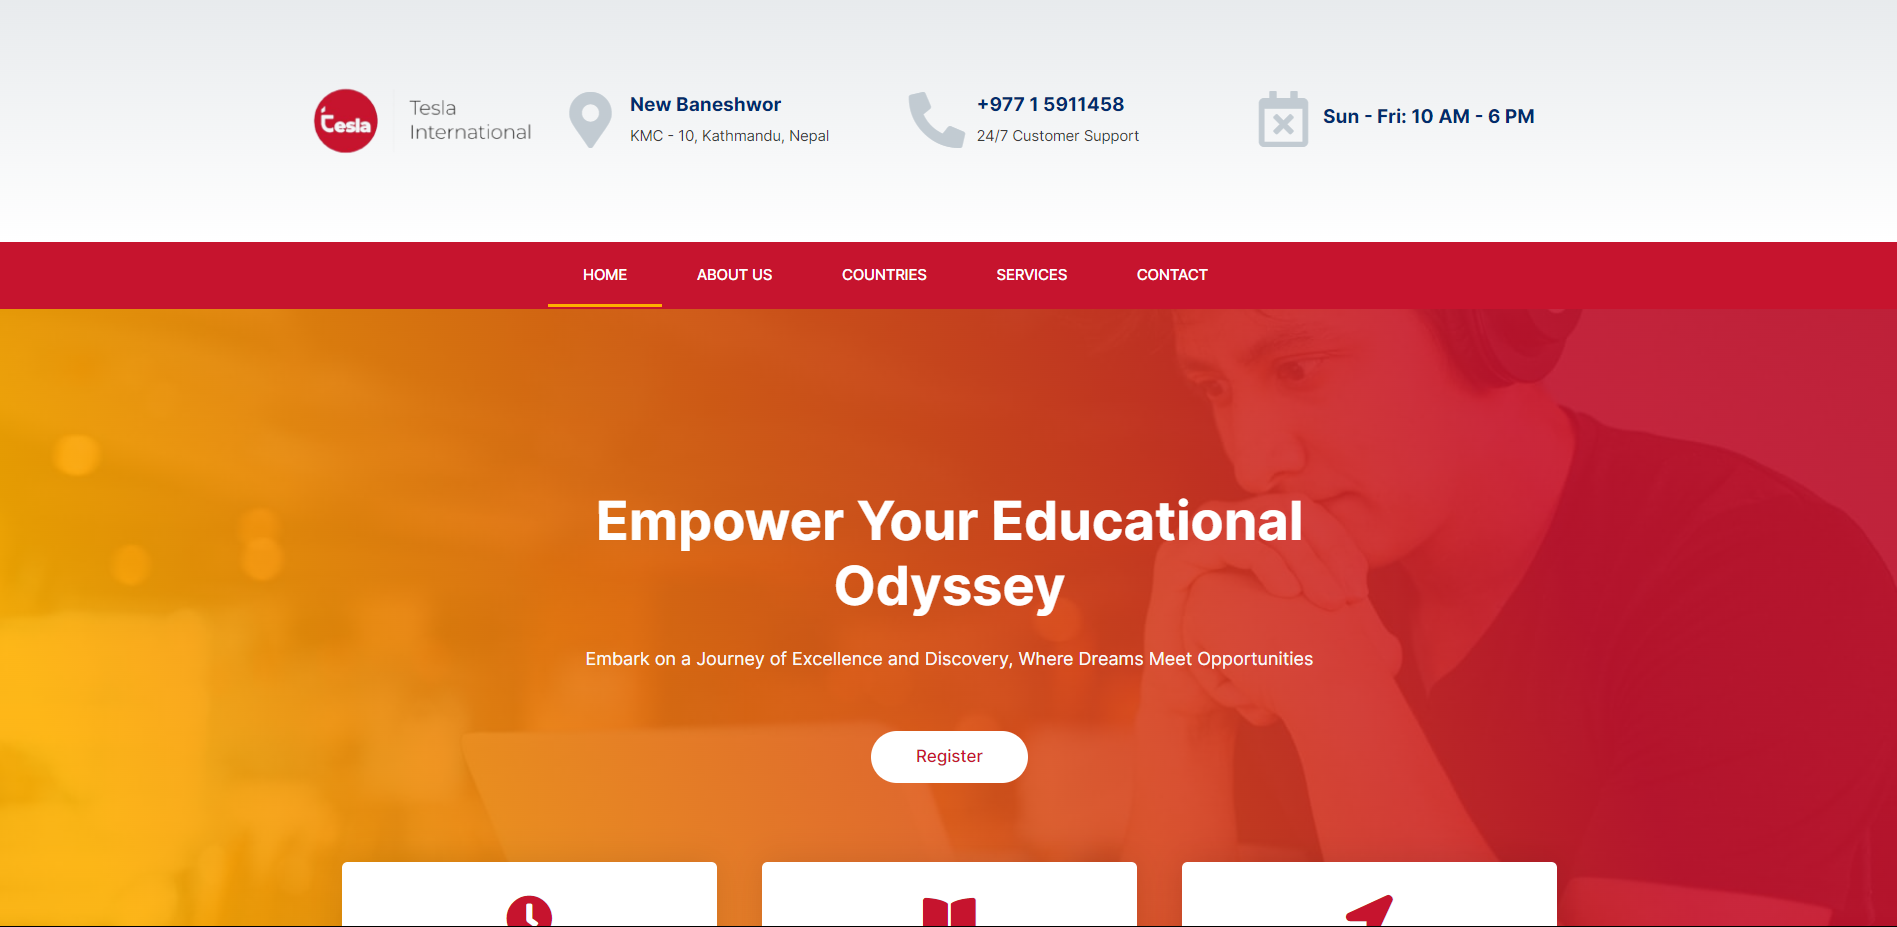 tesla
Tesla
International
New Baneshwor
KMC - 10, Kathmandu, Nepal
+977 1 5911458
24/7 Customer Support
Sun - Fri: 10 AM - 6 PM
HOME
ABOUT US
COUNTRIES
SERVICES
CONTACT
Empower Your Educational
Odyssey
Embark on a Journey of Excellence and Discovery, Where Dreams Meet Opportunities
Register